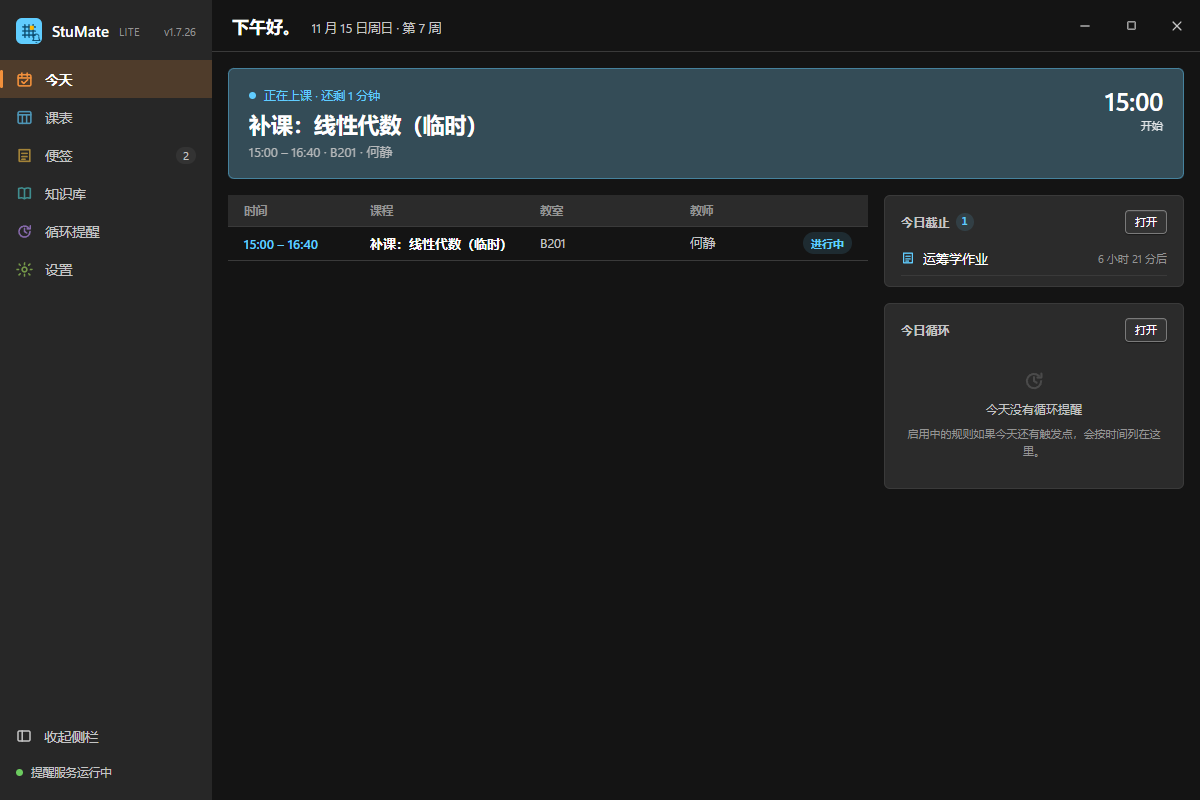 StuMate LITE v1.7.26
今天
课表
便签 2
知识库
循环提醒
设置
收起侧栏
提醒服务运行中
下午好。 11 月 15 日周日 · 第 7 周
正在上课 · 还剩 1 分钟
补课：线性代数（临时）
15:00 – 16:40 · B201 · 何静
15:00
开始
时间 课程 教室 教师
15:00 – 16:40 补课：线性代数（临时） B201 何静 进行中
今日截止 1 打开
运筹学作业 6 小时 21 分后
今日循环 打开
今天没有循环提醒
启用中的规则如果今天还有触发点，会按时间列在这
里。